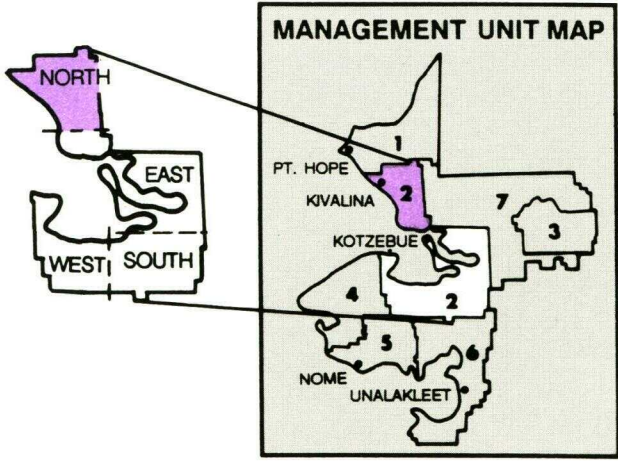 MANAGEMENT UNIT MAP
NORTH
EAST
WEST
SOUTH
1
PT. HOPE
KIVALINA
2
7
3
KOTZEBUE
4
2
5
6
NOME
UNALAKLEET